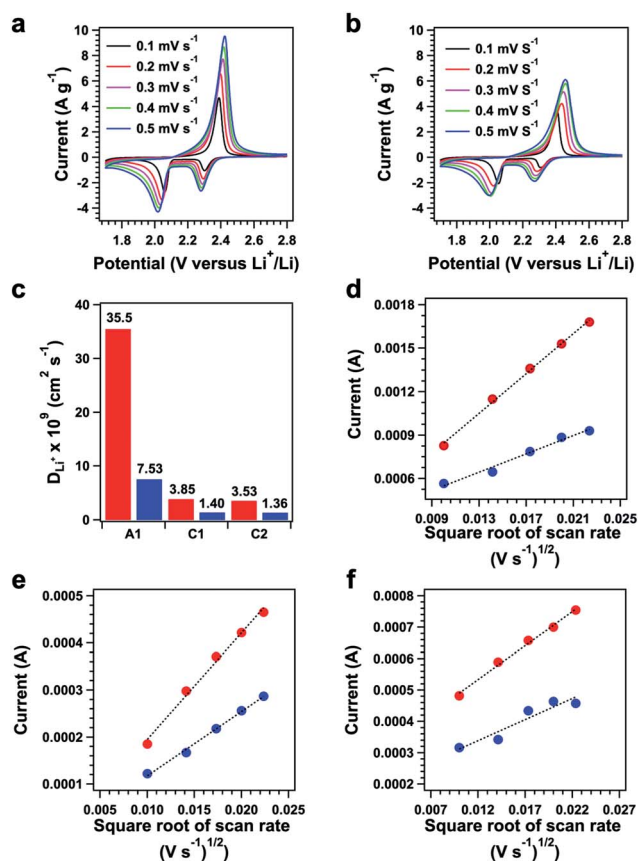 a
0.1 mV S⁻¹
0.2 mV s⁻¹
0.3 mV s⁻¹
0.4 mV s⁻¹
0.5 mV s⁻¹
Current (A g⁻¹)
10
8
6
4
2
0
-2
-4
1.8 2.0 2.2 2.4 2.6 2.8
Potential (V versus Li⁺/Li)
b
0.1 mV S⁻¹
0.2 mV S⁻¹
0.3 mV S⁻¹
0.4 mV S⁻¹
0.5 mV S⁻¹
Current (A g⁻¹)
10
8
6
4
2
0
-2
-4
1.8 2.0 2.2 2.4 2.6 2.8
Potential (V versus Li⁺/Li)
c
D_Li⁺ x 10⁹ (cm² s⁻¹)
40
30
20
10
0
35.5
7.53
3.85
1.40
3.53
1.36
A1 C1 C2
d
Current (A)
0.0018
0.0015
0.0012
0.0009
0.0006
0.009 0.013 0.017 0.021 0.025
Square root of scan rate
(V s⁻¹)¹/²
e
Current (A)
0.0005
0.0004
0.0003
0.0002
0.0001
0.005 0.010 0.015 0.020 0.025
Square root of scan rate
(V s⁻¹)¹/²
f
Current (A)
0.0008
0.0007
0.0006
0.0005
0.0004
0.0003
0.0002
0.007 0.012 0.017 0.022 0.027
Square root of scan rate
(V s⁻¹)¹/²